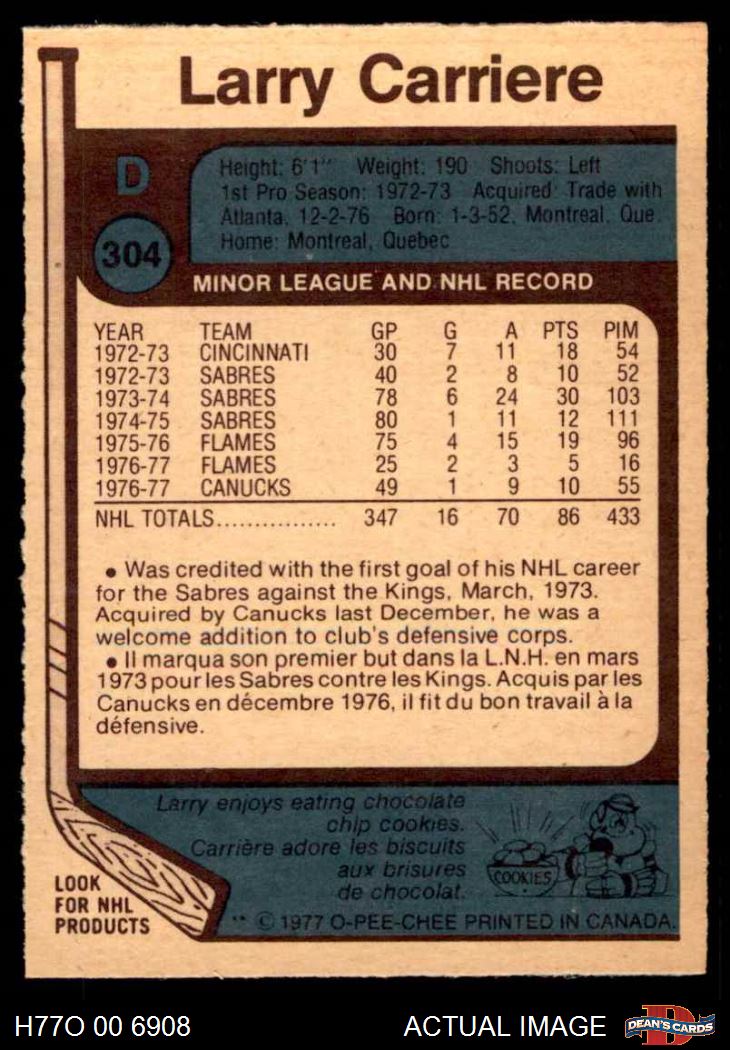 Larry Carriere
D
304
Height: 6'1" Weight: 190 Shoots: Left
1st Pro Season: 1972-73 Acquired: Trade with
Atlanta, 12-2-76 Born: 1-3-52, Montreal, Que.
Home: Montreal, Quebec
MINOR LEAGUE AND NHL RECORD
YEAR TEAM GP G A PTS PIM
1972-73 CINCINNATI 30 7 11 18 54
1972-73 SABRES 40 2 8 10 52
1973-74 SABRES 78 6 24 30 103
1974-75 SABRES 80 1 11 12 111
1975-76 FLAMES 75 4 15 19 96
1976-77 FLAMES 25 2 3 5 16
1976-77 CANUCKS 49 1 9 10 55
NHL TOTALS................ 347 16 70 86 433
• Was credited with the first goal of his NHL career
for the Sabres against the Kings, March, 1973.
Acquired by Canucks last December, he was a
welcome addition to club's defensive corps.
• Il marqua son premier but dans la L.N.H. en mars
1973 pour les Sabres contre les Kings. Acquis par les
Canucks en décembre 1976, il fit du bon travail à la
défensive.
Larry enjoys eating chocolate
chip cookies.
Carrière adore les biscuits
aux brisures
de chocolat.
COOKIES
LOOK
FOR NHL
PRODUCTS
** © 1977 O-PEE-CHEE PRINTED IN CANADA.
H77O 00 6908
ACTUAL IMAGE
D
DEAN'S CARDS